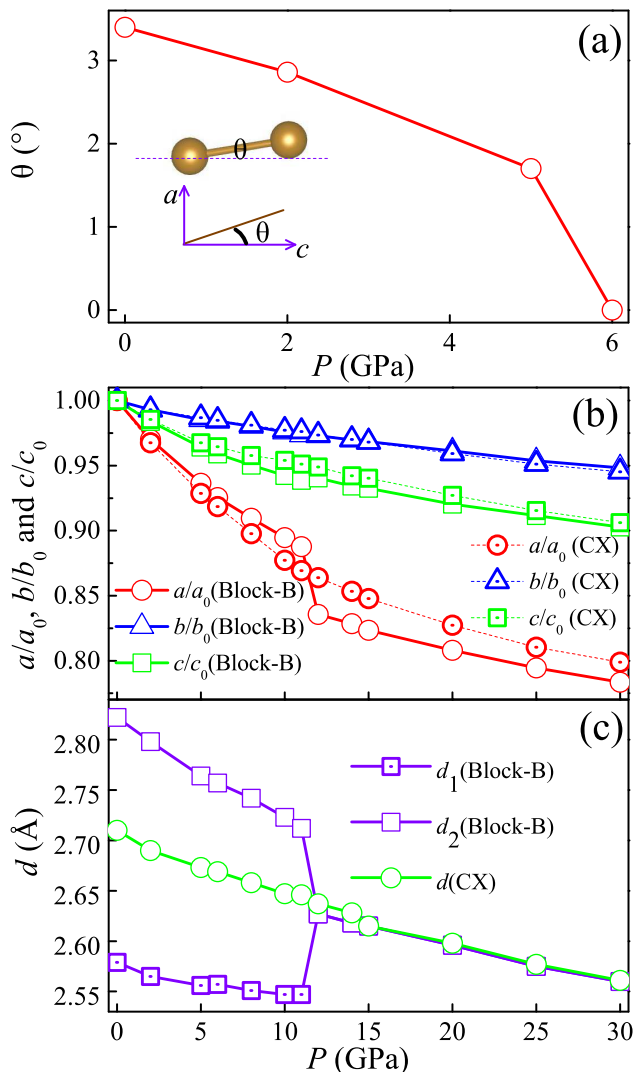 (a)
θ (°)
3
2
1
0
θ
a
θ
c
0 2 4 6
P (GPa)
(b)
a/a0, b/b0 and c/c0
1.00
0.95
0.90
0.85
0.80
a/a0(Block-B)
b/b0(Block-B)
c/c0(Block-B)
a/a0 (CX)
b/b0 (CX)
c/c0 (CX)
(c)
d (Å)
2.80
2.75
2.70
2.65
2.60
2.55
d1(Block-B)
d2(Block-B)
d(CX)
0 5 10 15 20 25 30
P (GPa)